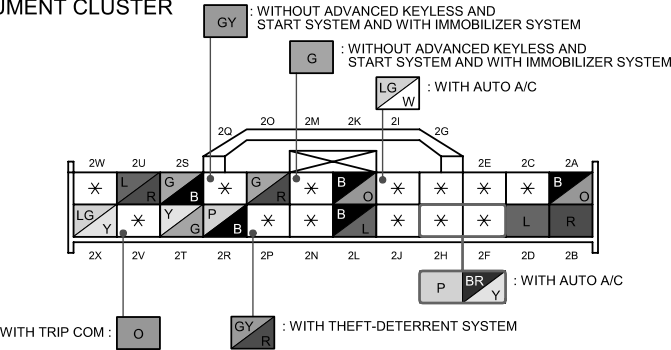 UMENT CLUSTER
GY : WITHOUT ADVANCED KEYLESS AND
START SYSTEM AND WITH IMMOBILIZER SYSTEM
G : WITHOUT ADVANCED KEYLESS AND
START SYSTEM AND WITH IMMOBILIZER SYSTEM
LG W : WITH AUTO A/C
2Q 2O 2M 2K 2I 2G
2W 2U 2S 2E 2C 2A
* L R G B * G R * B O * * * * B O
LG Y * Y G P B * * B L * * * L R
2X 2V 2T 2R 2P 2N 2L 2J 2H 2F 2D 2B
P BR Y : WITH AUTO A/C
WITH TRIP COM : O
GY R : WITH THEFT-DETERRENT SYSTEM